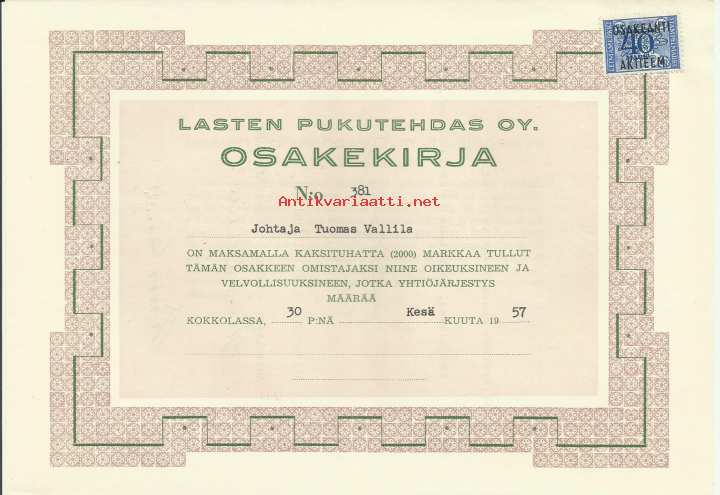 OSAKEANTI
40
AKTIEEM.
LASTEN PUKUTEHDAS OY.
OSAKEKIRJA
N:o 381
Antikvariaatti.net
Johtaja Tuomas Vallila
ON MAKSAMALLA KAKSITUHATTA (2000) MARKKAA TULLUT
TÄMÄN OSAKKEEN OMISTAJAKSI NIINE OIKEUKSINEEN JA
VELVOLLISUUKSINEEN, JOTKA YHTIÖJÄRJESTYS
MÄÄRÄÄ
KOKKOLASSA, 30 P:NÄ Kesä KUUTA 19 57